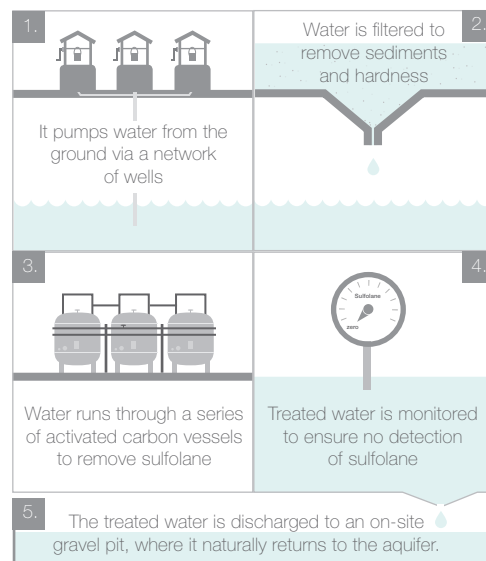 1.
It pumps water from the
ground via a network
of wells
2.
Water is filtered to
remove sediments
and hardness
3.
Water runs through a series
of activated carbon vessels
to remove sulfolane
4.
Sulfolane
zero
Treated water is monitored
to ensure no detection
of sulfolane
5.
The treated water is discharged to an on-site
gravel pit, where it naturally returns to the aquifer.